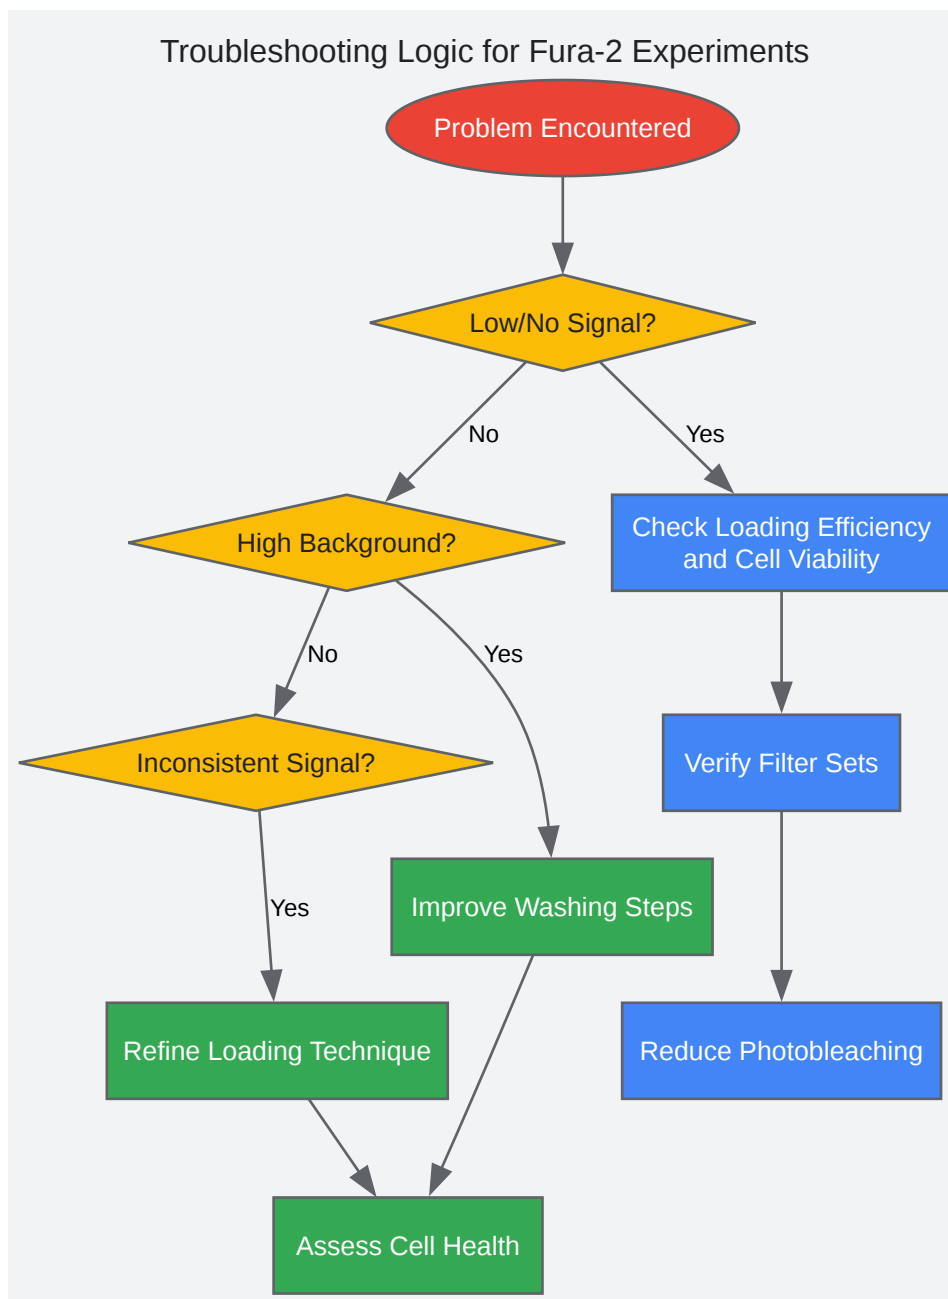 Troubleshooting Logic for Fura-2 Experiments
Problem Encountered
Low/No Signal?
No
Yes
High Background?
Check Loading Efficiency
and Cell Viability
No
Yes
Inconsistent Signal?
Verify Filter Sets
Yes
Improve Washing Steps
Refine Loading Technique
Reduce Photobleaching
Assess Cell Health